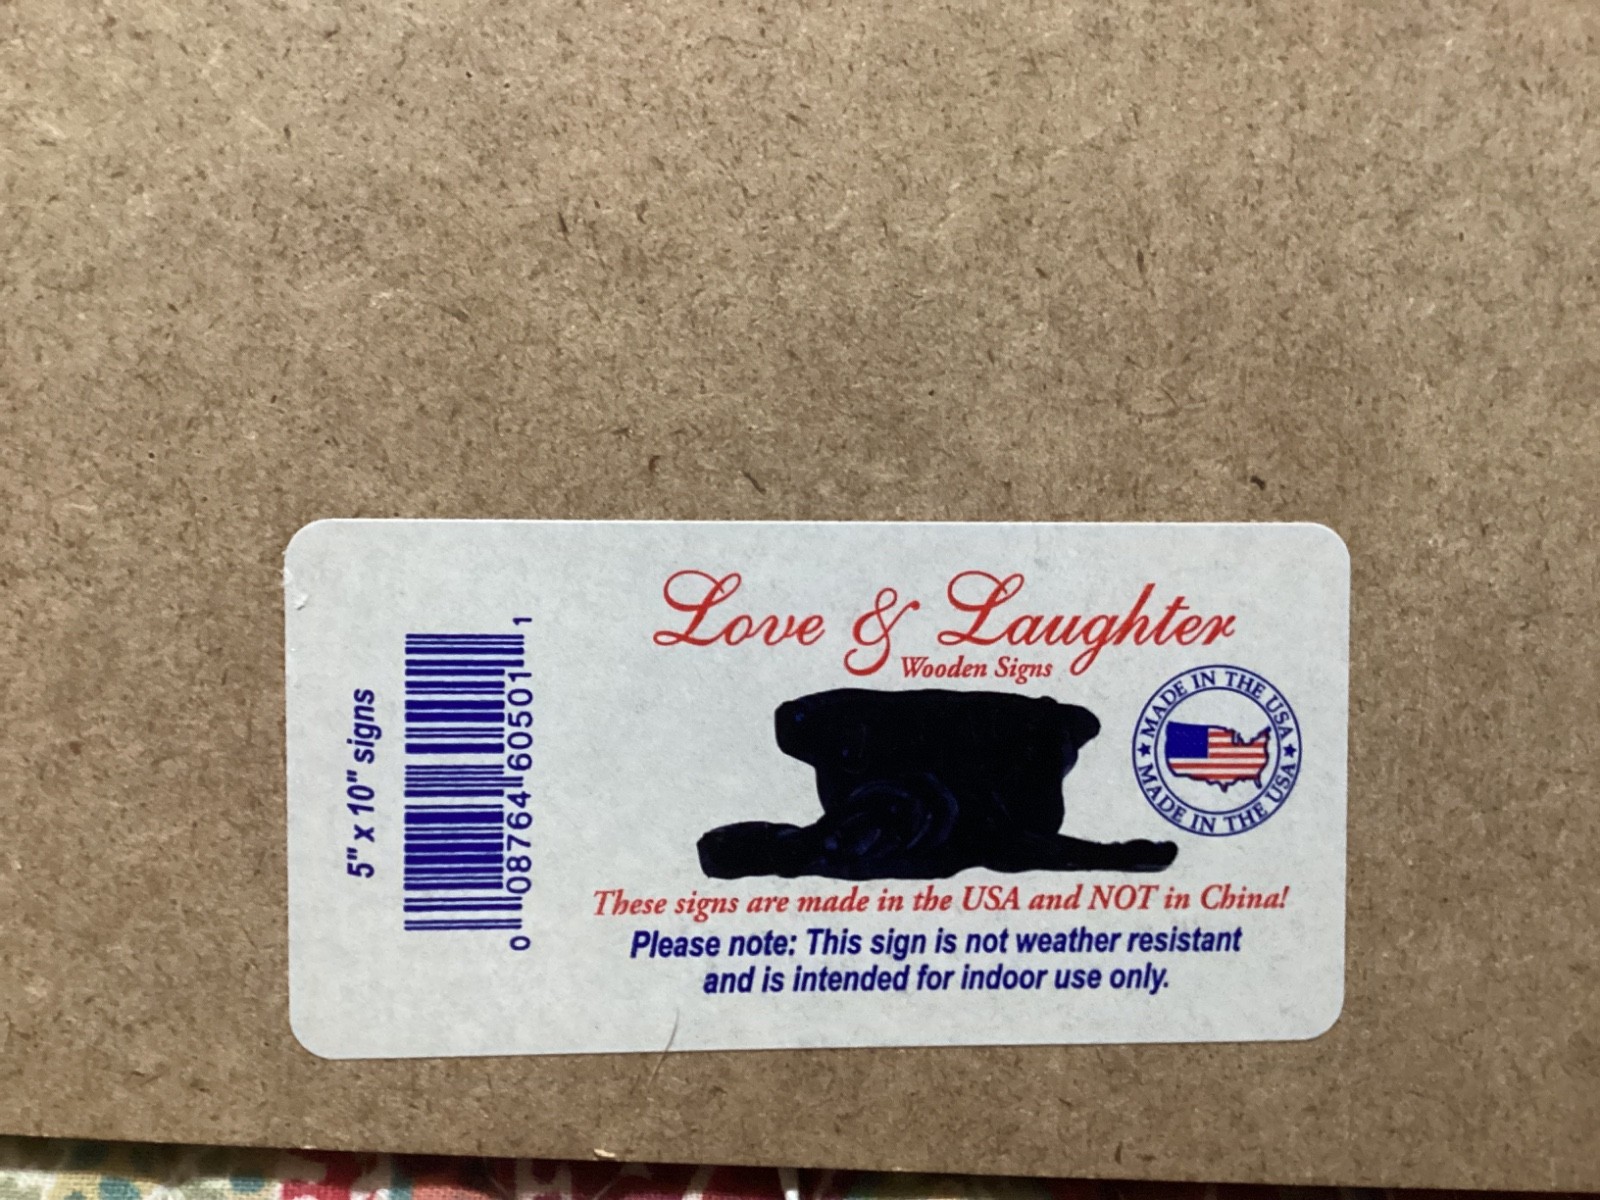 Love & Laughter
Wooden Signs
MADE IN THE USA
MADE IN THE USA
These signs are made in the USA and NOT in China!
Please note: This sign is not weather resistant
and is intended for indoor use only.
5" x 10" signs
0 08764 60501 1